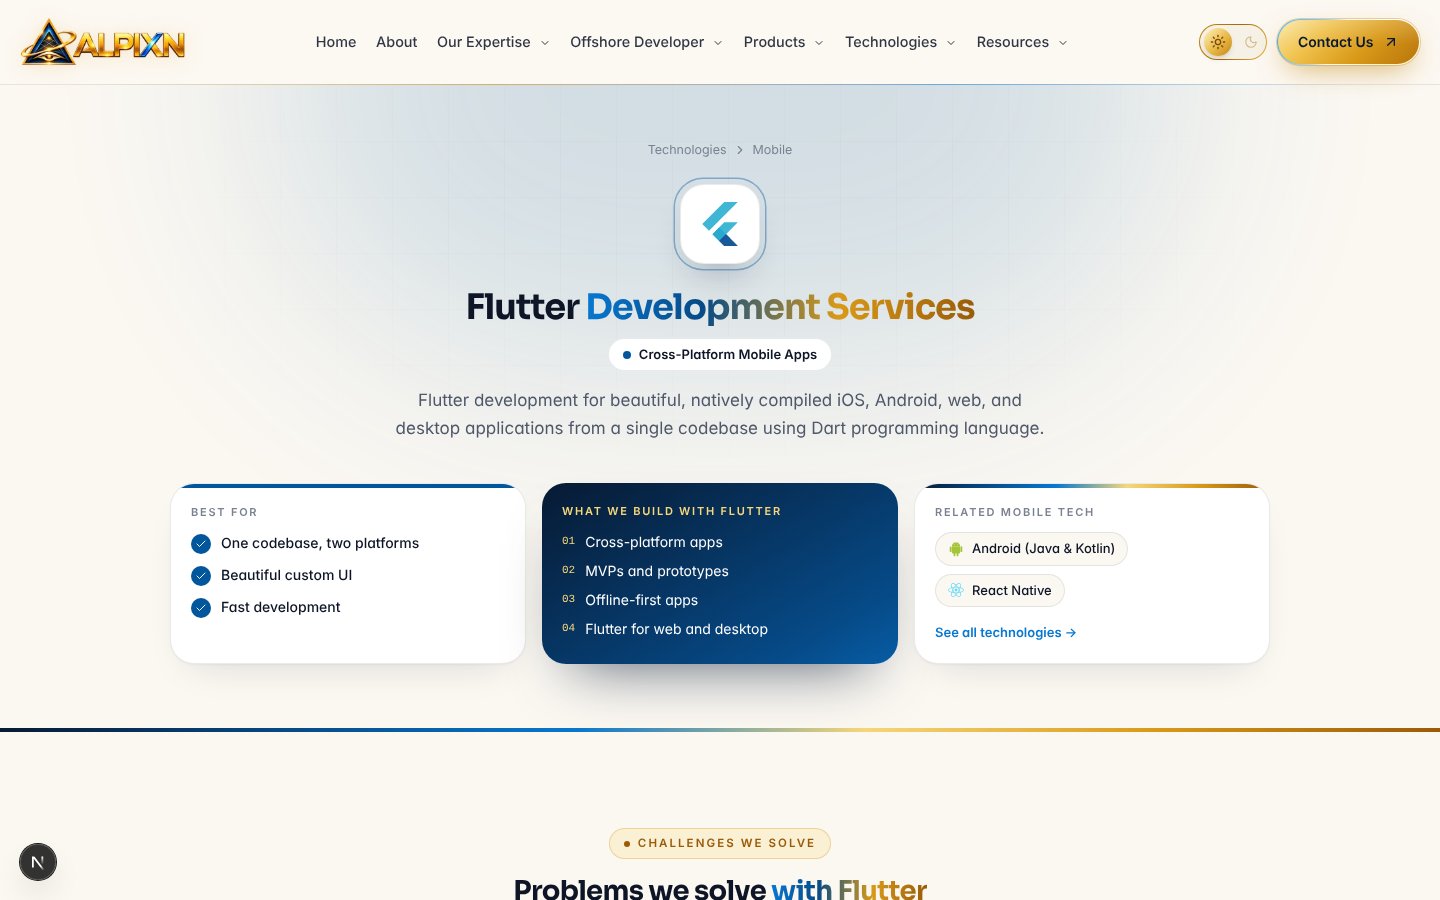 ALPIXN
Home
About
Our Expertise
Offshore Developer
Products
Technologies
Resources
Contact Us
Technologies
Mobile
Flutter Development Services
Cross-Platform Mobile Apps
Flutter development for beautiful, natively compiled iOS, Android, web, and
desktop applications from a single codebase using Dart programming language.
BEST FOR
One codebase, two platforms
Beautiful custom UI
Fast development
WHAT WE BUILD WITH FLUTTER
01 Cross-platform apps
02 MVPs and prototypes
03 Offline-first apps
04 Flutter for web and desktop
RELATED MOBILE TECH
Android (Java & Kotlin)
React Native
See all technologies →
CHALLENGES WE SOLVE
Problems we solve with Flutter
N